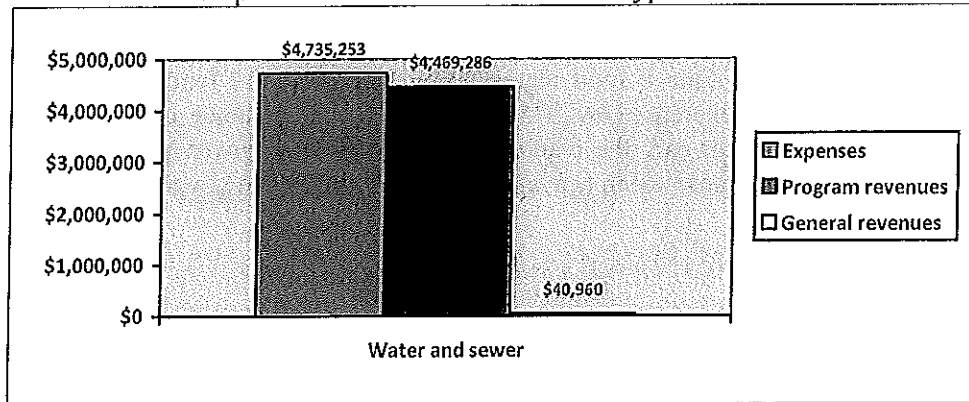 $4,735,253
$5,000,000
$4,469,286
$4,000,000
$3,000,000
$2,000,000
$1,000,000
$40,960
$0
Water and sewer
Expenses
Program revenues
General revenues